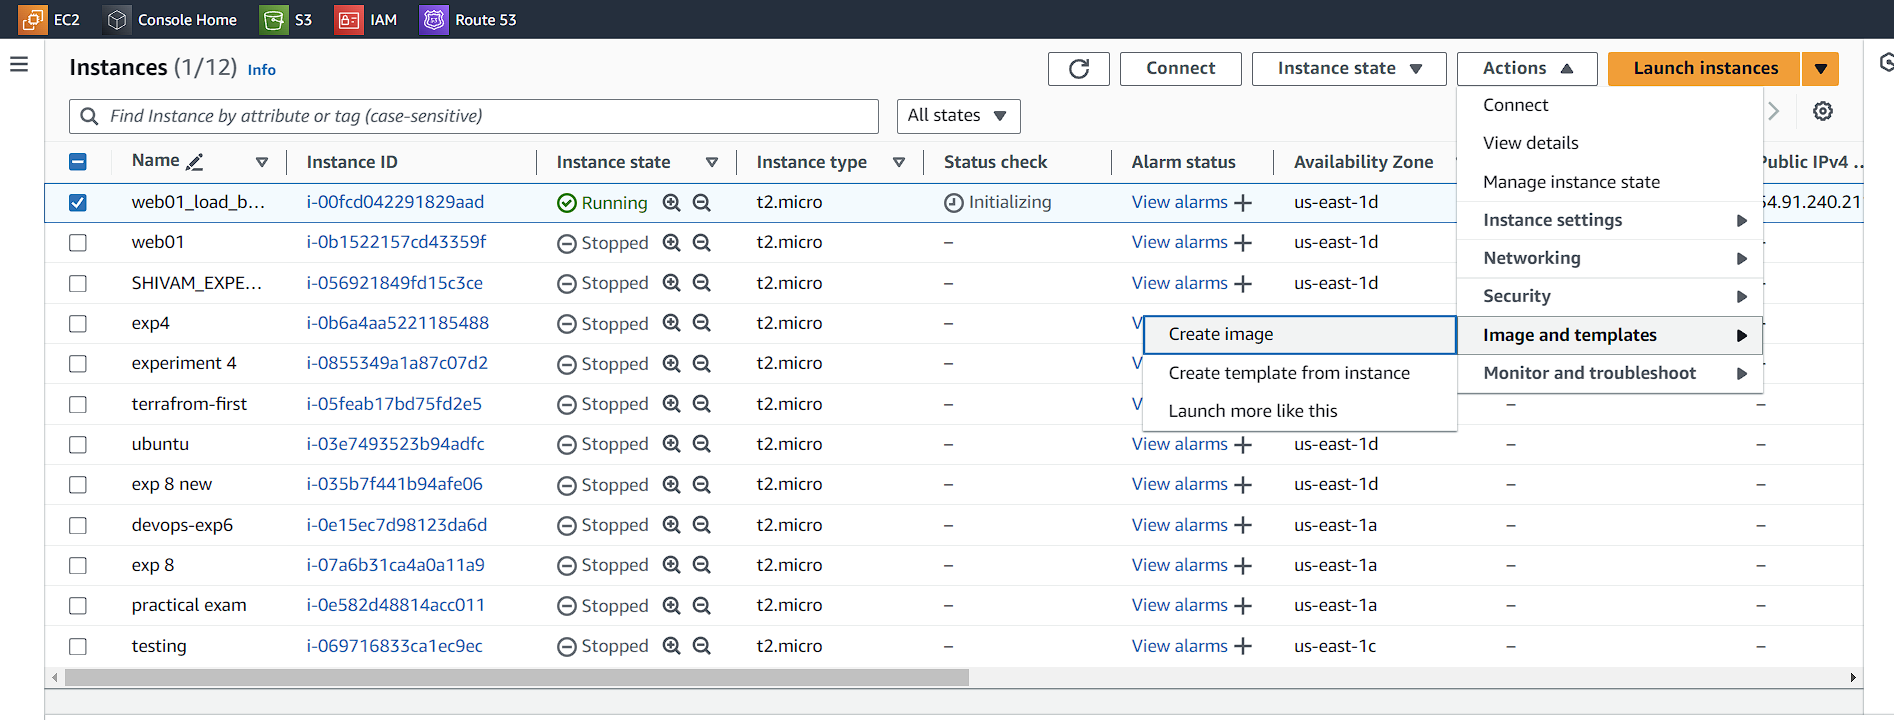 EC2 Console Home S3 IAM Route 53
Instances (1/12) Info Connect Instance state Actions Launch instances
Find Instance by attribute or tag (case-sensitive) All states
Connect
View details
Manage instance state
Instance settings
Networking
Security
Image and templates
Monitor and troubleshoot
Create image
Create template from instance
Launch more like this
Name Instance ID Instance state Instance type Status check Alarm status Availability Zone Public IPv4 ...
web01_load_b... i-00fcd042291829aad Running t2.micro Initializing View alarms + us-east-1d 54.91.240.21
web01 i-0b1522157cd43359f Stopped t2.micro – View alarms + us-east-1d –
SHIVAM_EXPE... i-056921849fd15c3ce Stopped t2.micro – View alarms + us-east-1d
exp4 i-0b6a4aa5221185488 Stopped t2.micro – V –
experiment 4 i-0855349a1a87c07d2 Stopped t2.micro – V
terrafrom-first i-05feab17bd75fd2e5 Stopped t2.micro – V – –
ubuntu i-03e7493523b94adfc Stopped t2.micro – View alarms + us-east-1d – –
exp 8 new i-035b7f441b94afe06 Stopped t2.micro – View alarms + us-east-1d – –
devops-exp6 i-0e15ec7d98123da6d Stopped t2.micro – View alarms + us-east-1a – –
exp 8 i-07a6b31ca4a0a11a9 Stopped t2.micro – View alarms + us-east-1a – –
practical exam i-0e582d48814acc011 Stopped t2.micro – View alarms + us-east-1a – –
testing i-069716833ca1ec9ec Stopped t2.micro – View alarms + us-east-1c – –